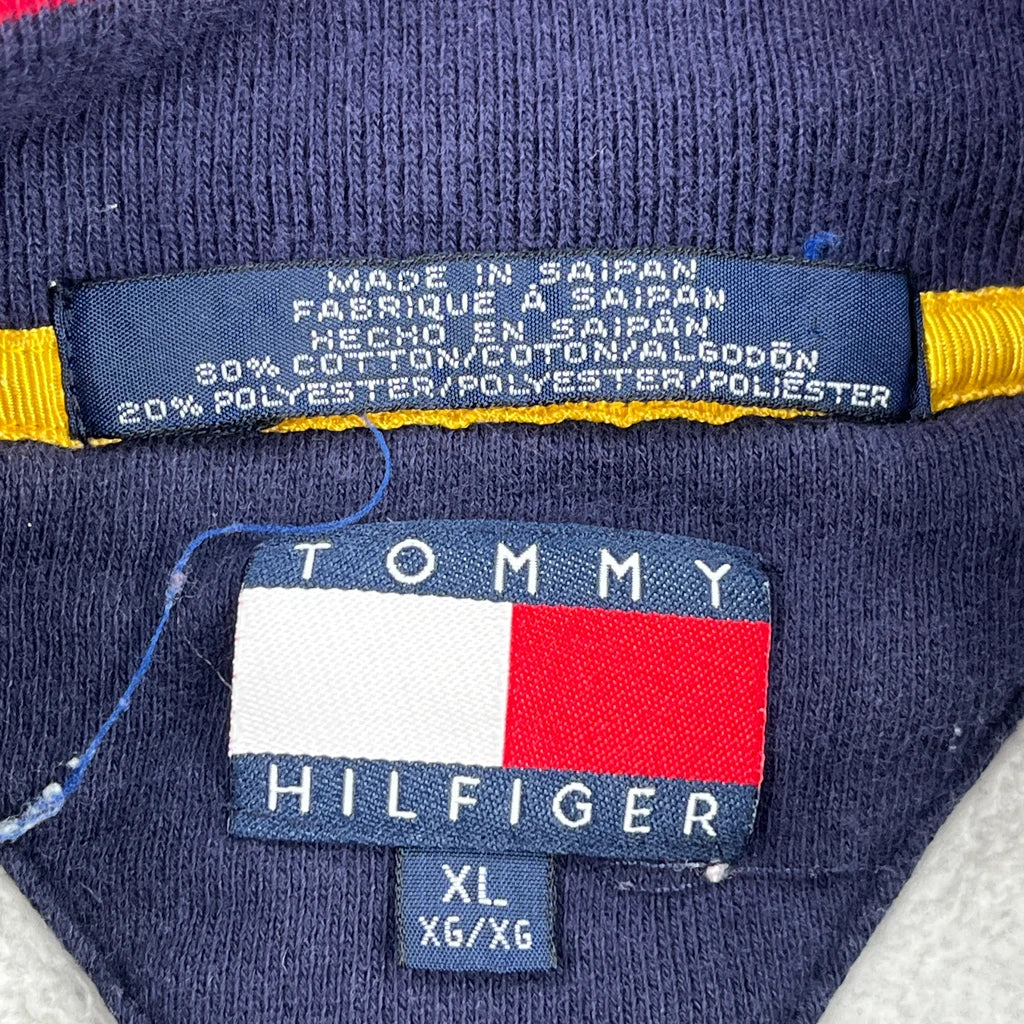 MADE IN SAIPAN
FABRIQUE A SAIPAN
HECHO EN SAIPÁN
80% COTTON/COTON/ALGODÓN
20% POLYESTER/POLYESTER/POLIÉSTER
TOMMY
HILFIGER
XL
XG/XG